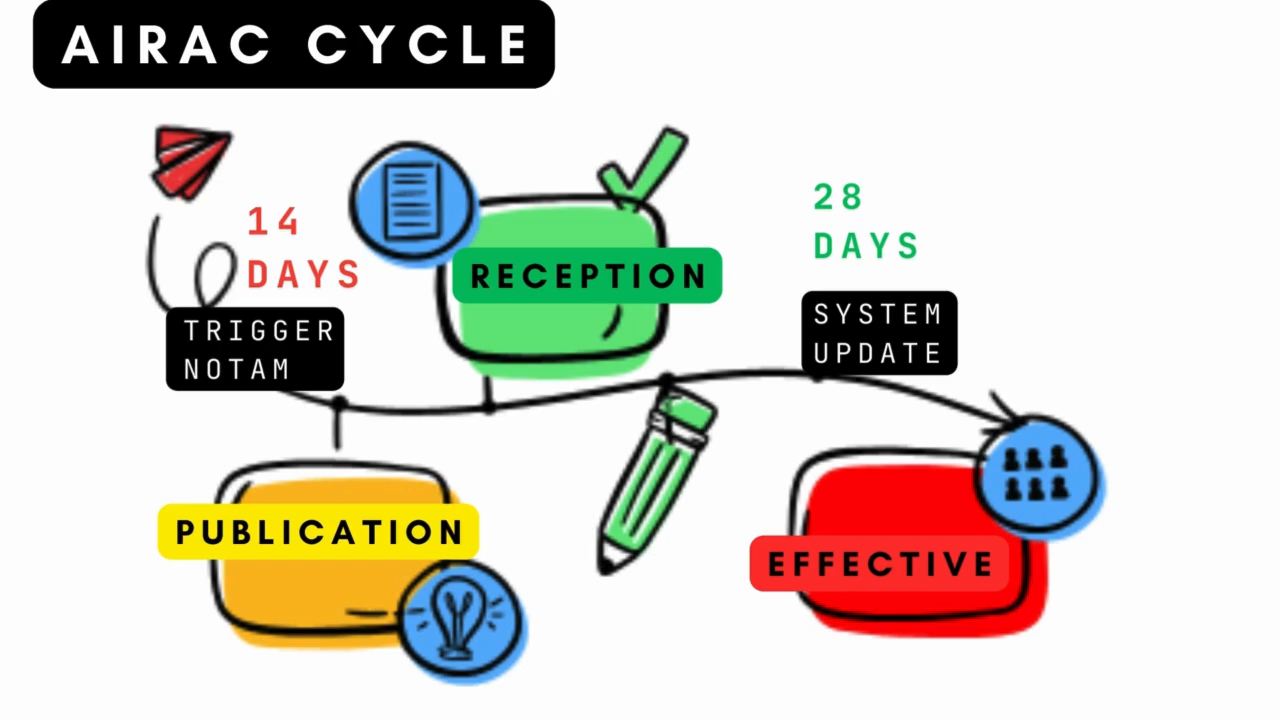 AIRAC CYCLE
14
DAYS
TRIGGER
NOTAM
RECEPTION
28
DAYS
SYSTEM
UPDATE
PUBLICATION
EFFECTIVE